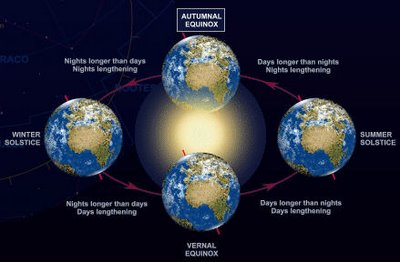 AUTUMNAL
EQUINOX
Nights longer than days
Nights lengthening
Days longer than nights
Nights lengthening
WINTER
SOLSTICE
SUMMER
SOLSTICE
Nights longer than days
Days lengthening
Days longer than nights
Days lengthening
VERNAL
EQUINOX